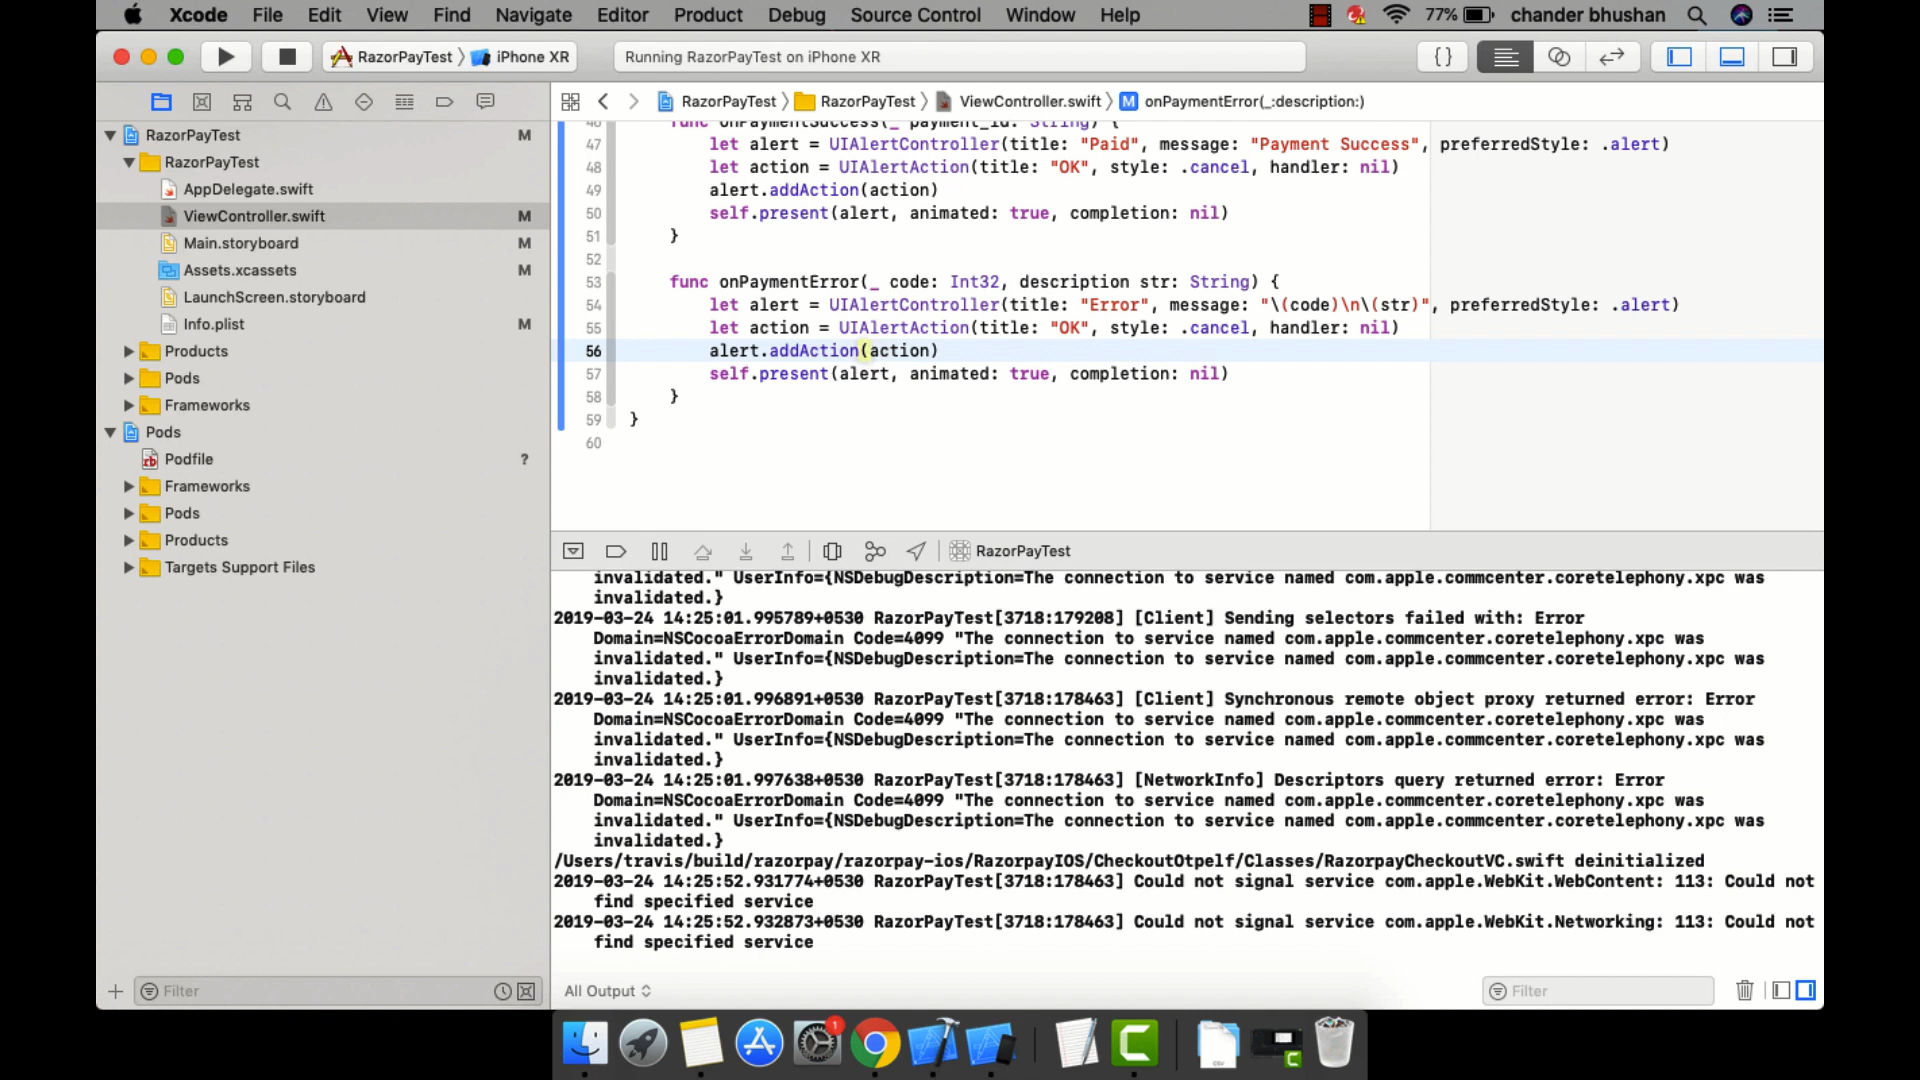 Xcode File Edit View Find Navigate Editor Product Debug Source Control Window Help 77% chander bhushan
RazorPayTest iPhone XR Running RazorPayTest on iPhone XR {}
RazorPayTest RazorPayTest ViewController.swift M onPaymentError(_:description:)
RazorPayTest M
RazorPayTest
AppDelegate.swift
ViewController.swift M
Main.storyboard M
Assets.xcassets M
LaunchScreen.storyboard
Info.plist M
Products
Pods
Frameworks
Pods
Podfile ?
Frameworks
Pods
Products
Targets Support Files
Filter
46 func onPaymentSuccess(_ payment_id: String) {
47 let alert = UIAlertController(title: "Paid", message: "Payment Success", preferredStyle: .alert)
48 let action = UIAlertAction(title: "OK", style: .cancel, handler: nil)
49 alert.addAction(action)
50 self.present(alert, animated: true, completion: nil)
51 }
52
53 func onPaymentError(_ code: Int32, description str: String) {
54 let alert = UIAlertController(title: "Error", message: "\(code)\n\(str)", preferredStyle: .alert)
55 let action = UIAlertAction(title: "OK", style: .cancel, handler: nil)
56 alert.addAction(action)
57 self.present(alert, animated: true, completion: nil)
58 }
59 }
60
RazorPayTest
invalidated." UserInfo={NSDebugDescription=The connection to service named com.apple.commcenter.coretelephony.xpc was
invalidated.}
2019-03-24 14:25:01.995789+0530 RazorPayTest[3718:179208] [Client] Sending selectors failed with: Error
Domain=NSCocoaErrorDomain Code=4099 "The connection to service named com.apple.commcenter.coretelephony.xpc was
invalidated." UserInfo={NSDebugDescription=The connection to service named com.apple.commcenter.coretelephony.xpc was
invalidated.}
2019-03-24 14:25:01.996891+0530 RazorPayTest[3718:178463] [Client] Synchronous remote object proxy returned error: Error
Domain=NSCocoaErrorDomain Code=4099 "The connection to service named com.apple.commcenter.coretelephony.xpc was
invalidated." UserInfo={NSDebugDescription=The connection to service named com.apple.commcenter.coretelephony.xpc was
invalidated.}
2019-03-24 14:25:01.997638+0530 RazorPayTest[3718:178463] [NetworkInfo] Descriptors query returned error: Error
Domain=NSCocoaErrorDomain Code=4099 "The connection to service named com.apple.commcenter.coretelephony.xpc was
invalidated." UserInfo={NSDebugDescription=The connection to service named com.apple.commcenter.coretelephony.xpc was
invalidated.}
/Users/travis/build/razorpay/razorpay-ios/RazorpayIOS/CheckoutOtpelf/Classes/RazorpayCheckoutVC.swift deinitialized
2019-03-24 14:25:52.931774+0530 RazorPayTest[3718:178463] Could not signal service com.apple.WebKit.WebContent: 113: Could not
find specified service
2019-03-24 14:25:52.932873+0530 RazorPayTest[3718:178463] Could not signal service com.apple.WebKit.Networking: 113: Could not
find specified service
All Output Filter
1